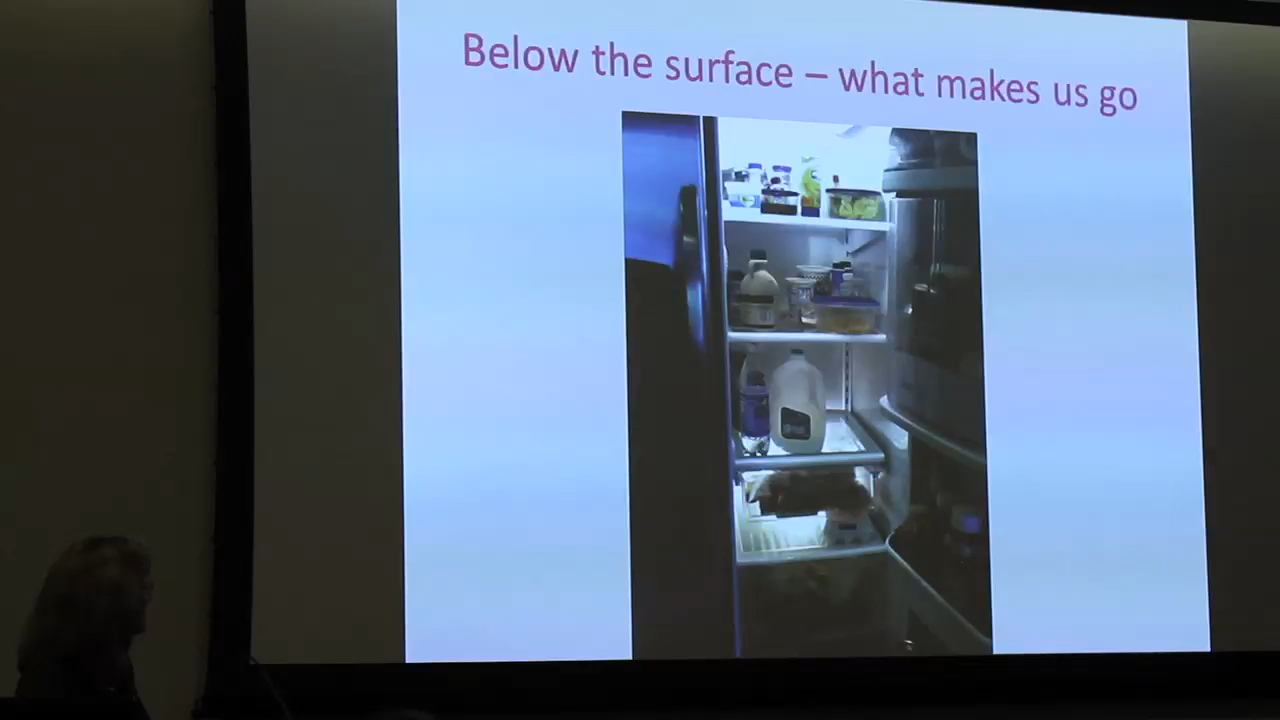 Below the surface – what makes us go